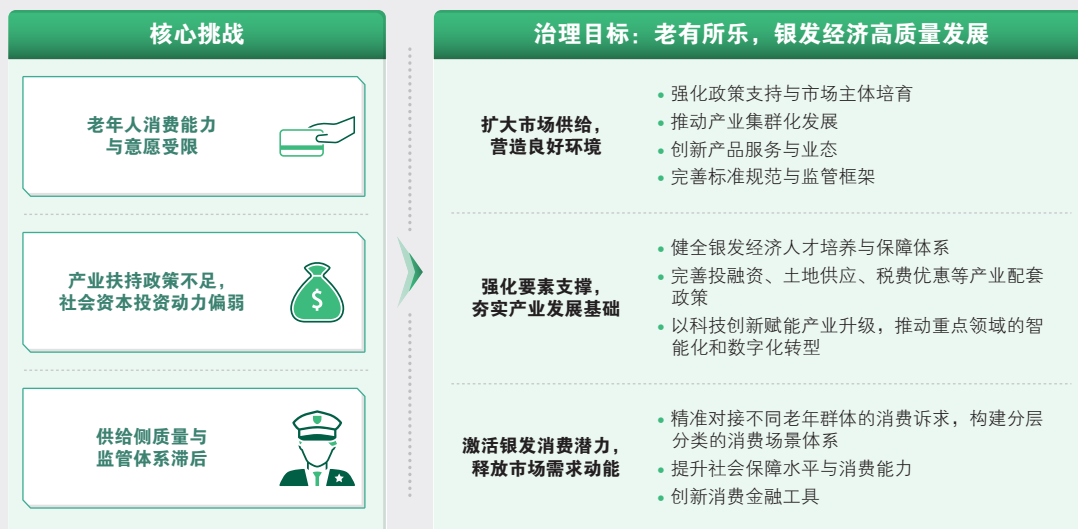 核心挑战
老年人消费能力
与意愿受限
产业扶持政策不足，
社会资本投资动力偏弱
$
供给侧质量与
监管体系滞后
治理目标：老有所乐，银发经济高质量发展
扩大市场供给，
营造良好环境
• 强化政策支持与市场主体培育
• 推动产业集群化发展
• 创新产品服务与业态
• 完善标准规范与监管框架
强化要素支撑，
夯实产业发展基础
• 健全银发经济人才培养与保障体系
• 完善投融资、土地供应、税费优惠等产业配套
政策
• 以科技创新赋能产业升级，推动重点领域的智
能化和数字化转型
激活银发消费潜力，
释放市场需求动能
• 精准对接不同老年群体的消费诉求，构建分层
分类的消费场景体系
• 提升社会保障水平与消费能力
• 创新消费金融工具